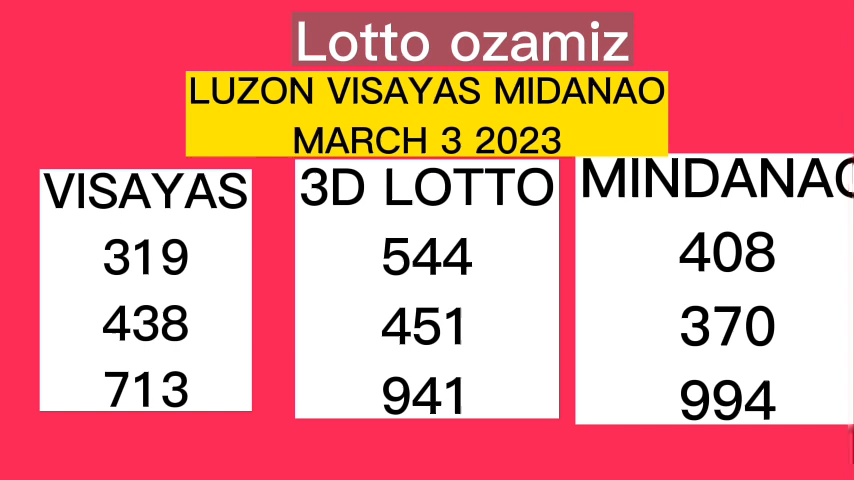 Lotto ozamiz
LUZON VISAYAS MIDANAO
MARCH 3 2023
VISAYAS
319
438
713
3D LOTTO
544
451
941
MINDANAO
408
370
994